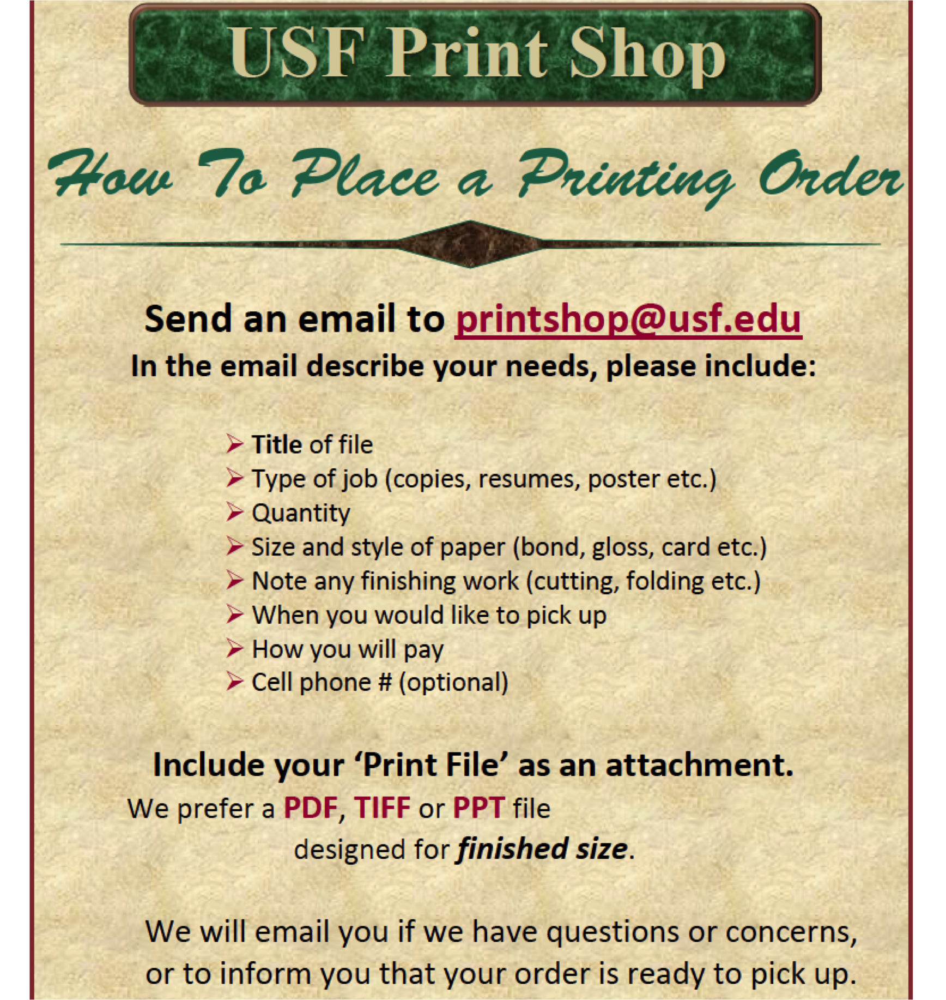 USF Print Shop
How To Place a Printing Order
Send an email to printshop@usf.edu
In the email describe your needs, please include:
Title of file
Type of job (copies, resumes, poster etc.)
Quantity
Size and style of paper (bond, gloss, card etc.)
Note any finishing work (cutting, folding etc.)
When you would like to pick up
How you will pay
Cell phone # (optional)
Include your ‘Print File’ as an attachment.
We prefer a PDF, TIFF or PPT file
designed for finished size.
We will email you if we have questions or concerns,
or to inform you that your order is ready to pick up.